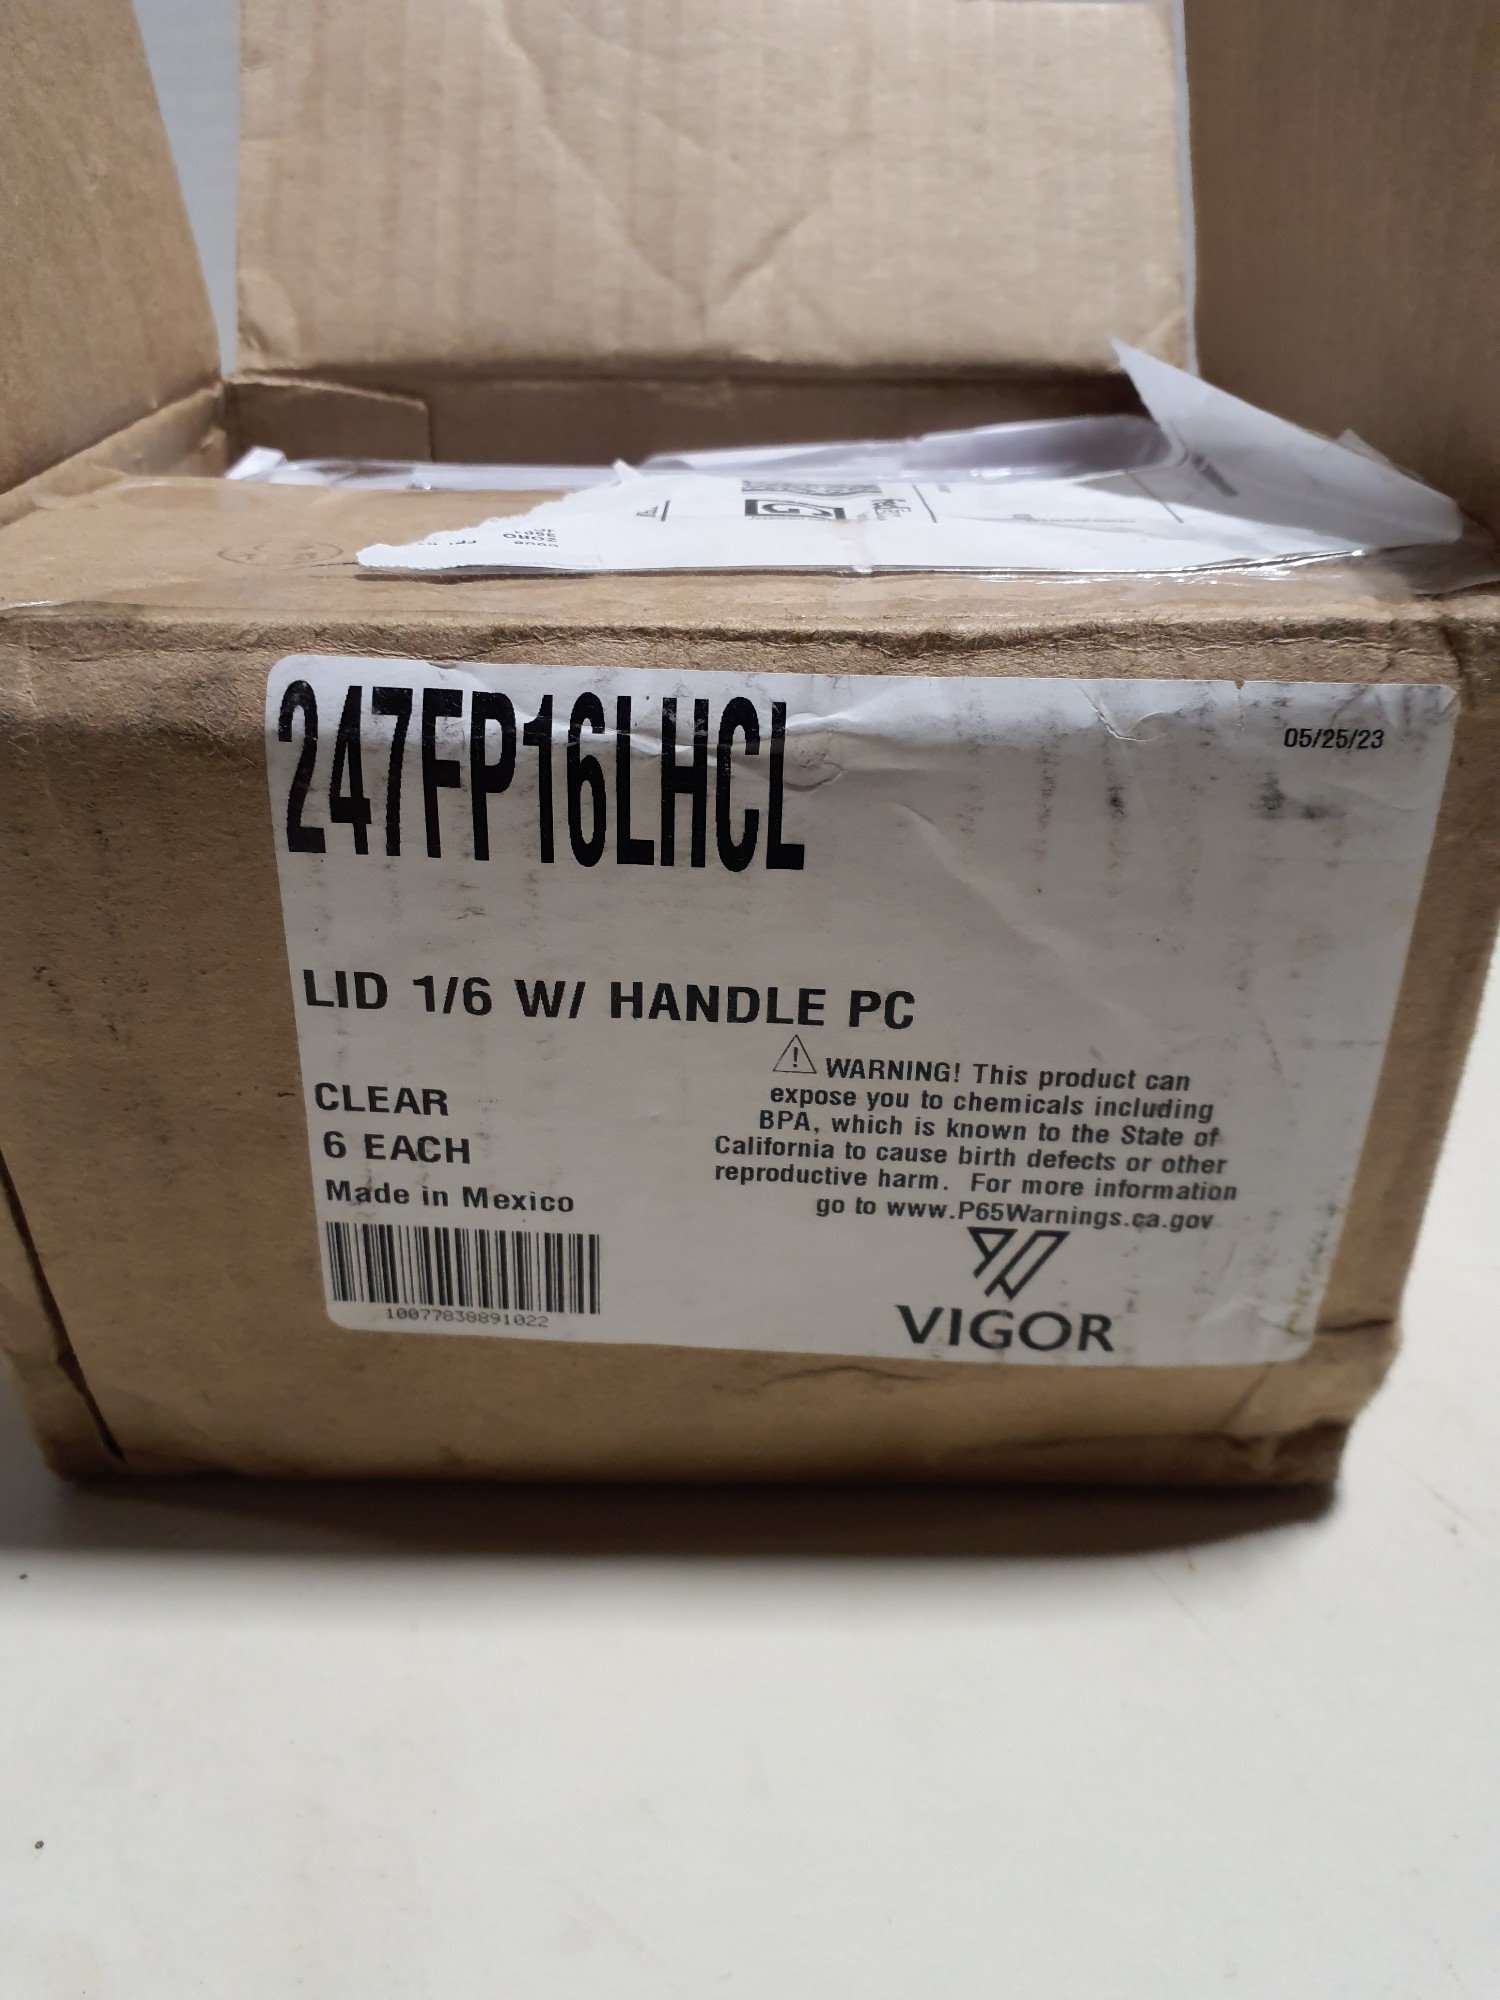 247FP16LHCL
05/25/23
LID 1/6 W/ HANDLE PC
CLEAR
6 EACH
Made in Mexico
10077838891022
WARNING! This product can
expose you to chemicals including
BPA, which is known to the State of
California to cause birth defects or other
reproductive harm. For more information
go to www.P65Warnings.ca.gov
VIGOR